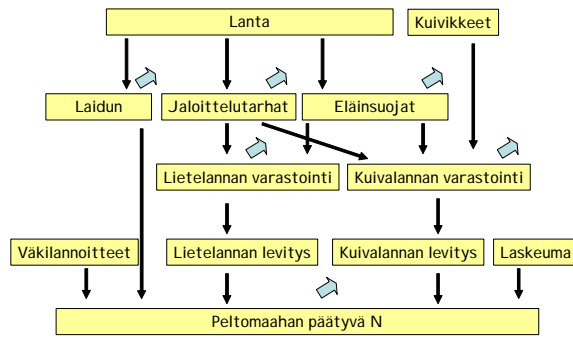 Lanta
Kuivikkeet
Laidun
Jaloittelutarhat
Eläinsuojat
Lietelannan varastointi
Kuivalannan varastointi
Väkilannoitteet
Lietelannan levitys
Kuivalannan levitys
Laskeuma
Peltomaahan päätyvä N